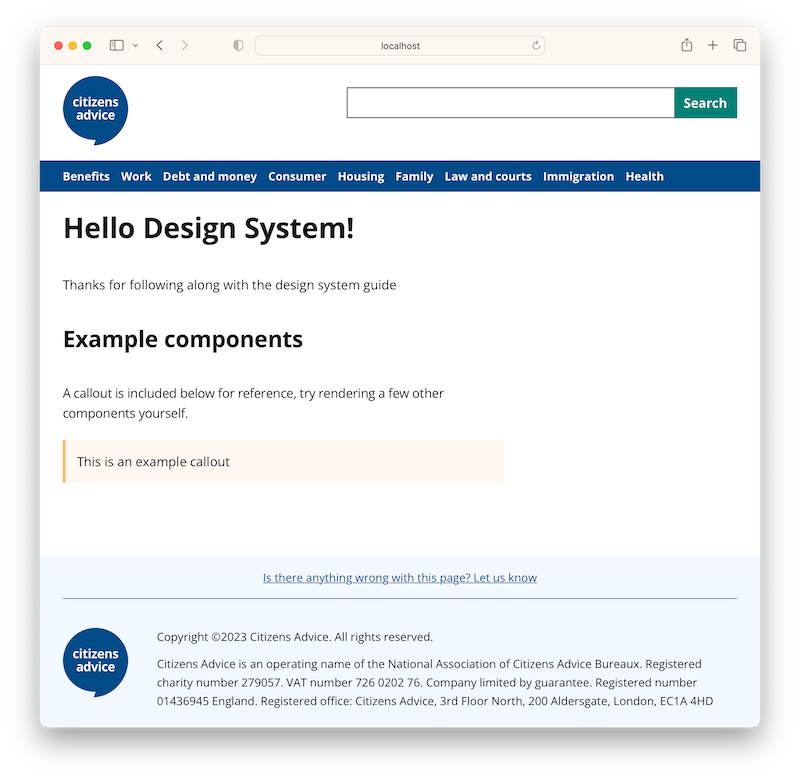 localhost
citizens
advice
Search
Benefits Work Debt and money Consumer Housing Family Law and courts Immigration Health
Hello Design System!
Thanks for following along with the design system guide
Example components
A callout is included below for reference, try rendering a few other
components yourself.
This is an example callout
Is there anything wrong with this page? Let us know
citizens
advice
Copyright ©2023 Citizens Advice. All rights reserved.
Citizens Advice is an operating name of the National Association of Citizens Advice Bureaux. Registered
charity number 279057. VAT number 726 0202 76. Company limited by guarantee. Registered number
01436945 England. Registered office: Citizens Advice, 3rd Floor North, 200 Aldersgate, London, EC1A 4HD